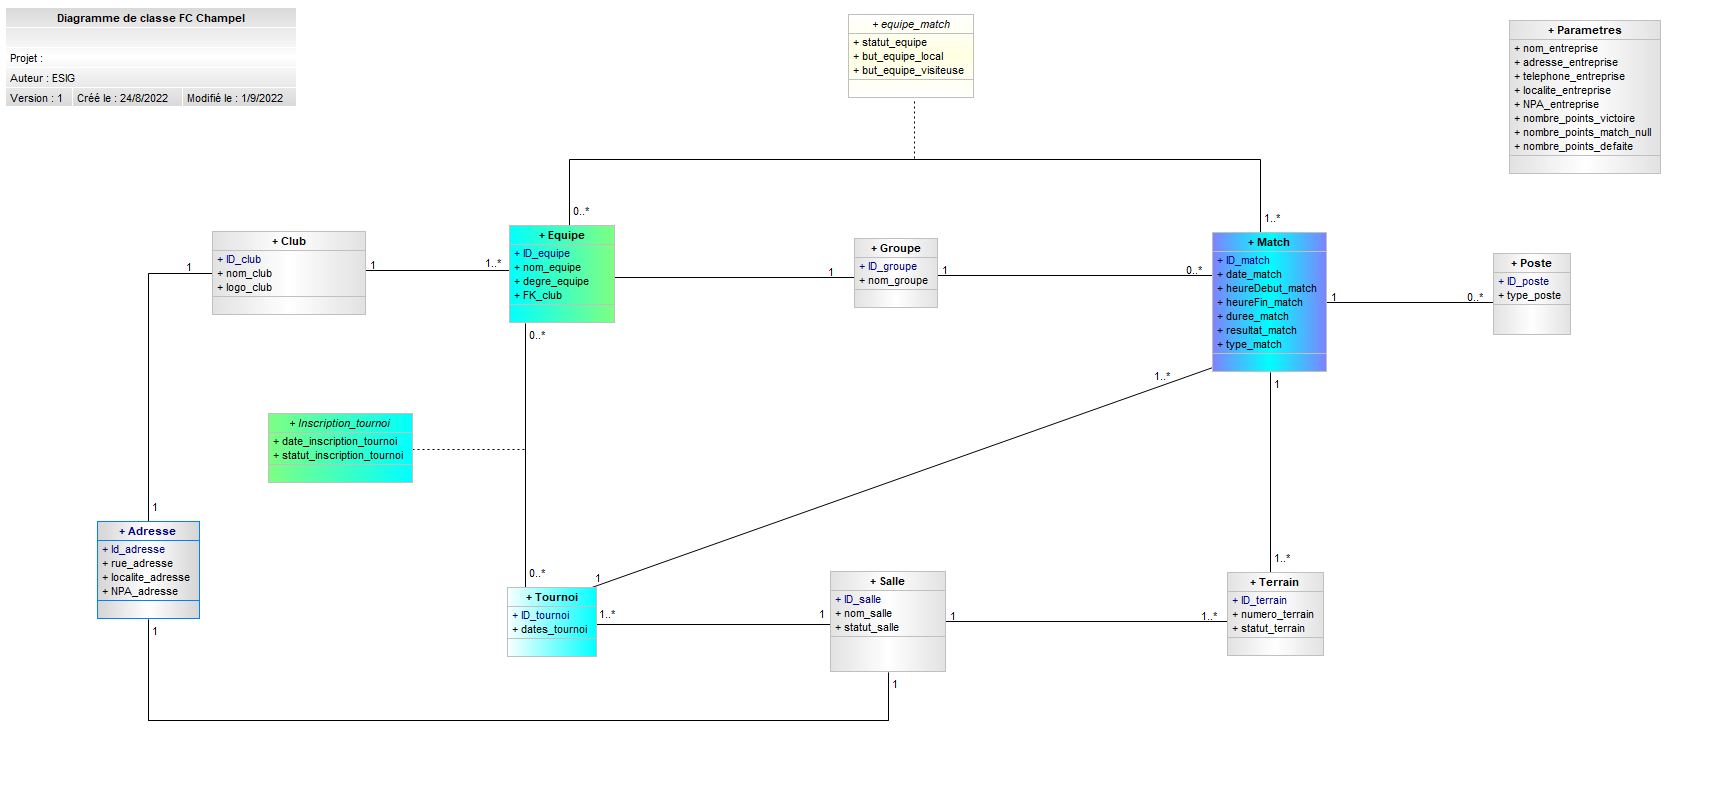 Diagramme de classe FC Champel
Projet :
Auteur : ESIG
Version : 1 Créé le : 24/8/2022 Modifié le : 1/9/2022
+ equipe_match
+ statut_equipe
+ but_equipe_local
+ but_equipe_visiteuse
+ Parametres
+ nom_entreprise
+ adresse_entreprise
+ telephone_entreprise
+ localite_entreprise
+ NPA_entreprise
+ nombre_points_victoire
+ nombre_points_match_null
+ nombre_points_defaite
0..*
1..*
+ Club
+ ID_club
+ nom_club
+ logo_club
1
1
1..*
+ Equipe
+ ID_equipe
+ nom_equipe
+ degre_equipe
+ FK_club
1
+ Groupe
+ ID_groupe
+ nom_groupe
1
0..*
+ Match
+ ID_match
+ date_match
+ heureDebut_match
+ heureFin_match
+ duree_match
+ resultat_match
+ type_match
1
0..*
+ Poste
+ ID_poste
+ type_poste
0..*
1..*
1
+ Inscription_tournoi
+ date_inscription_tournoi
+ statut_inscription_tournoi
1
+ Adresse
+ Id_adresse
+ rue_adresse
+ localite_adresse
+ NPA_adresse
1
0..*
1
+ Tournoi
+ ID_tournoi
+ dates_tournoi
1..*
1
+ Salle
+ ID_salle
+ nom_salle
+ statut_salle
1
1
1..*
1..*
+ Terrain
+ ID_terrain
+ numero_terrain
+ statut_terrain